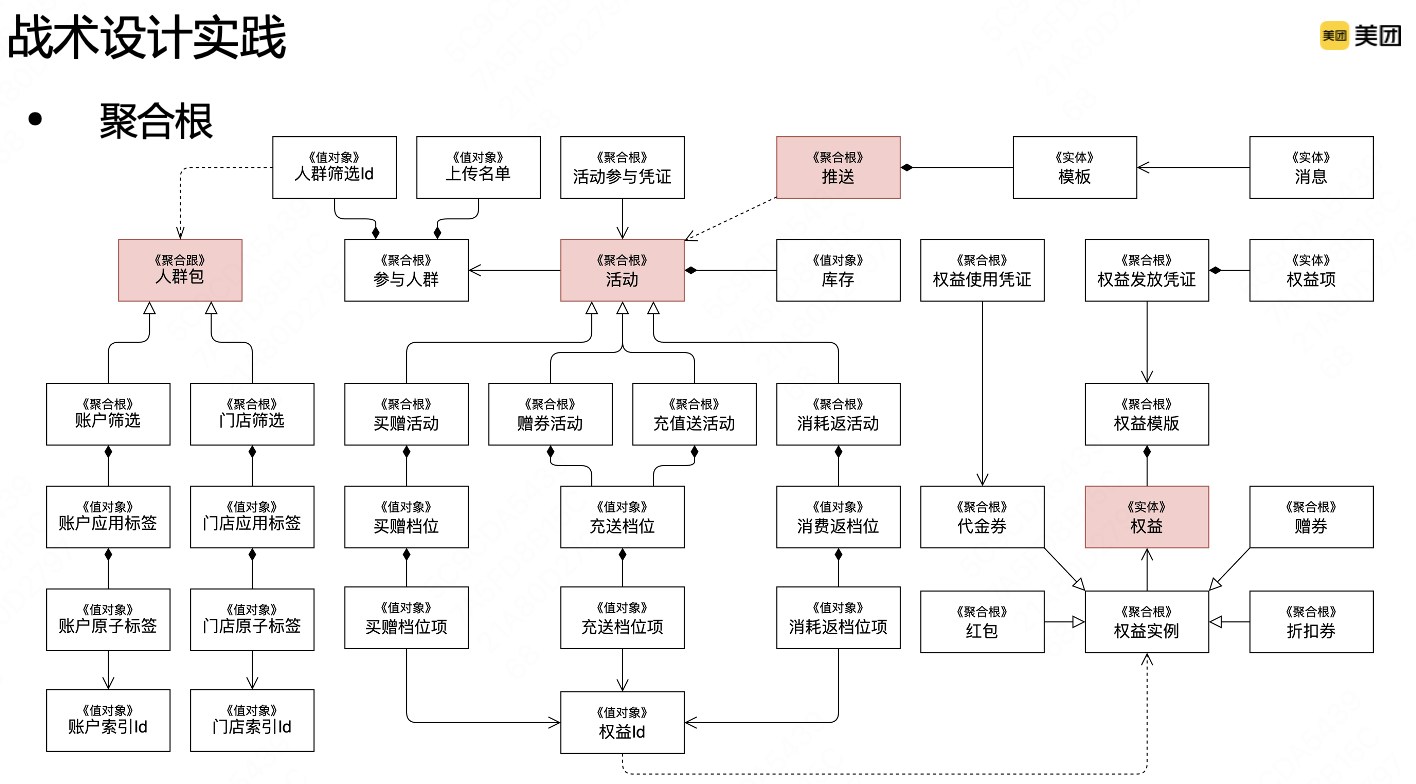 战术设计实践
美团 美团
• 聚合根
《值对象》
人群筛选Id
《值对象》
上传名单
《聚合根》
活动参与凭证
《聚合根》
推送
《实体》
模板
《实体》
消息
《聚合跟》
人群包
《聚合根》
参与人群
《聚合根》
活动
《值对象》
库存
《聚合根》
权益使用凭证
《聚合根》
权益发放凭证
《实体》
权益项
《聚合根》
账户筛选
《聚合根》
门店筛选
《聚合根》
买赠活动
《聚合根》
赠券活动
《聚合根》
充值送活动
《聚合根》
消耗返活动
《聚合根》
权益模版
《值对象》
账户应用标签
《值对象》
门店应用标签
《值对象》
买赠档位
《值对象》
充送档位
《值对象》
消费返档位
《聚合根》
代金券
《实体》
权益
《聚合根》
赠券
《值对象》
账户原子标签
《值对象》
门店原子标签
《值对象》
买赠档位项
《值对象》
充送档位项
《值对象》
消耗返档位项
《聚合根》
红包
《聚合根》
权益实例
《聚合根》
折扣券
《值对象》
账户索引Id
《值对象》
门店索引Id
《值对象》
权益Id